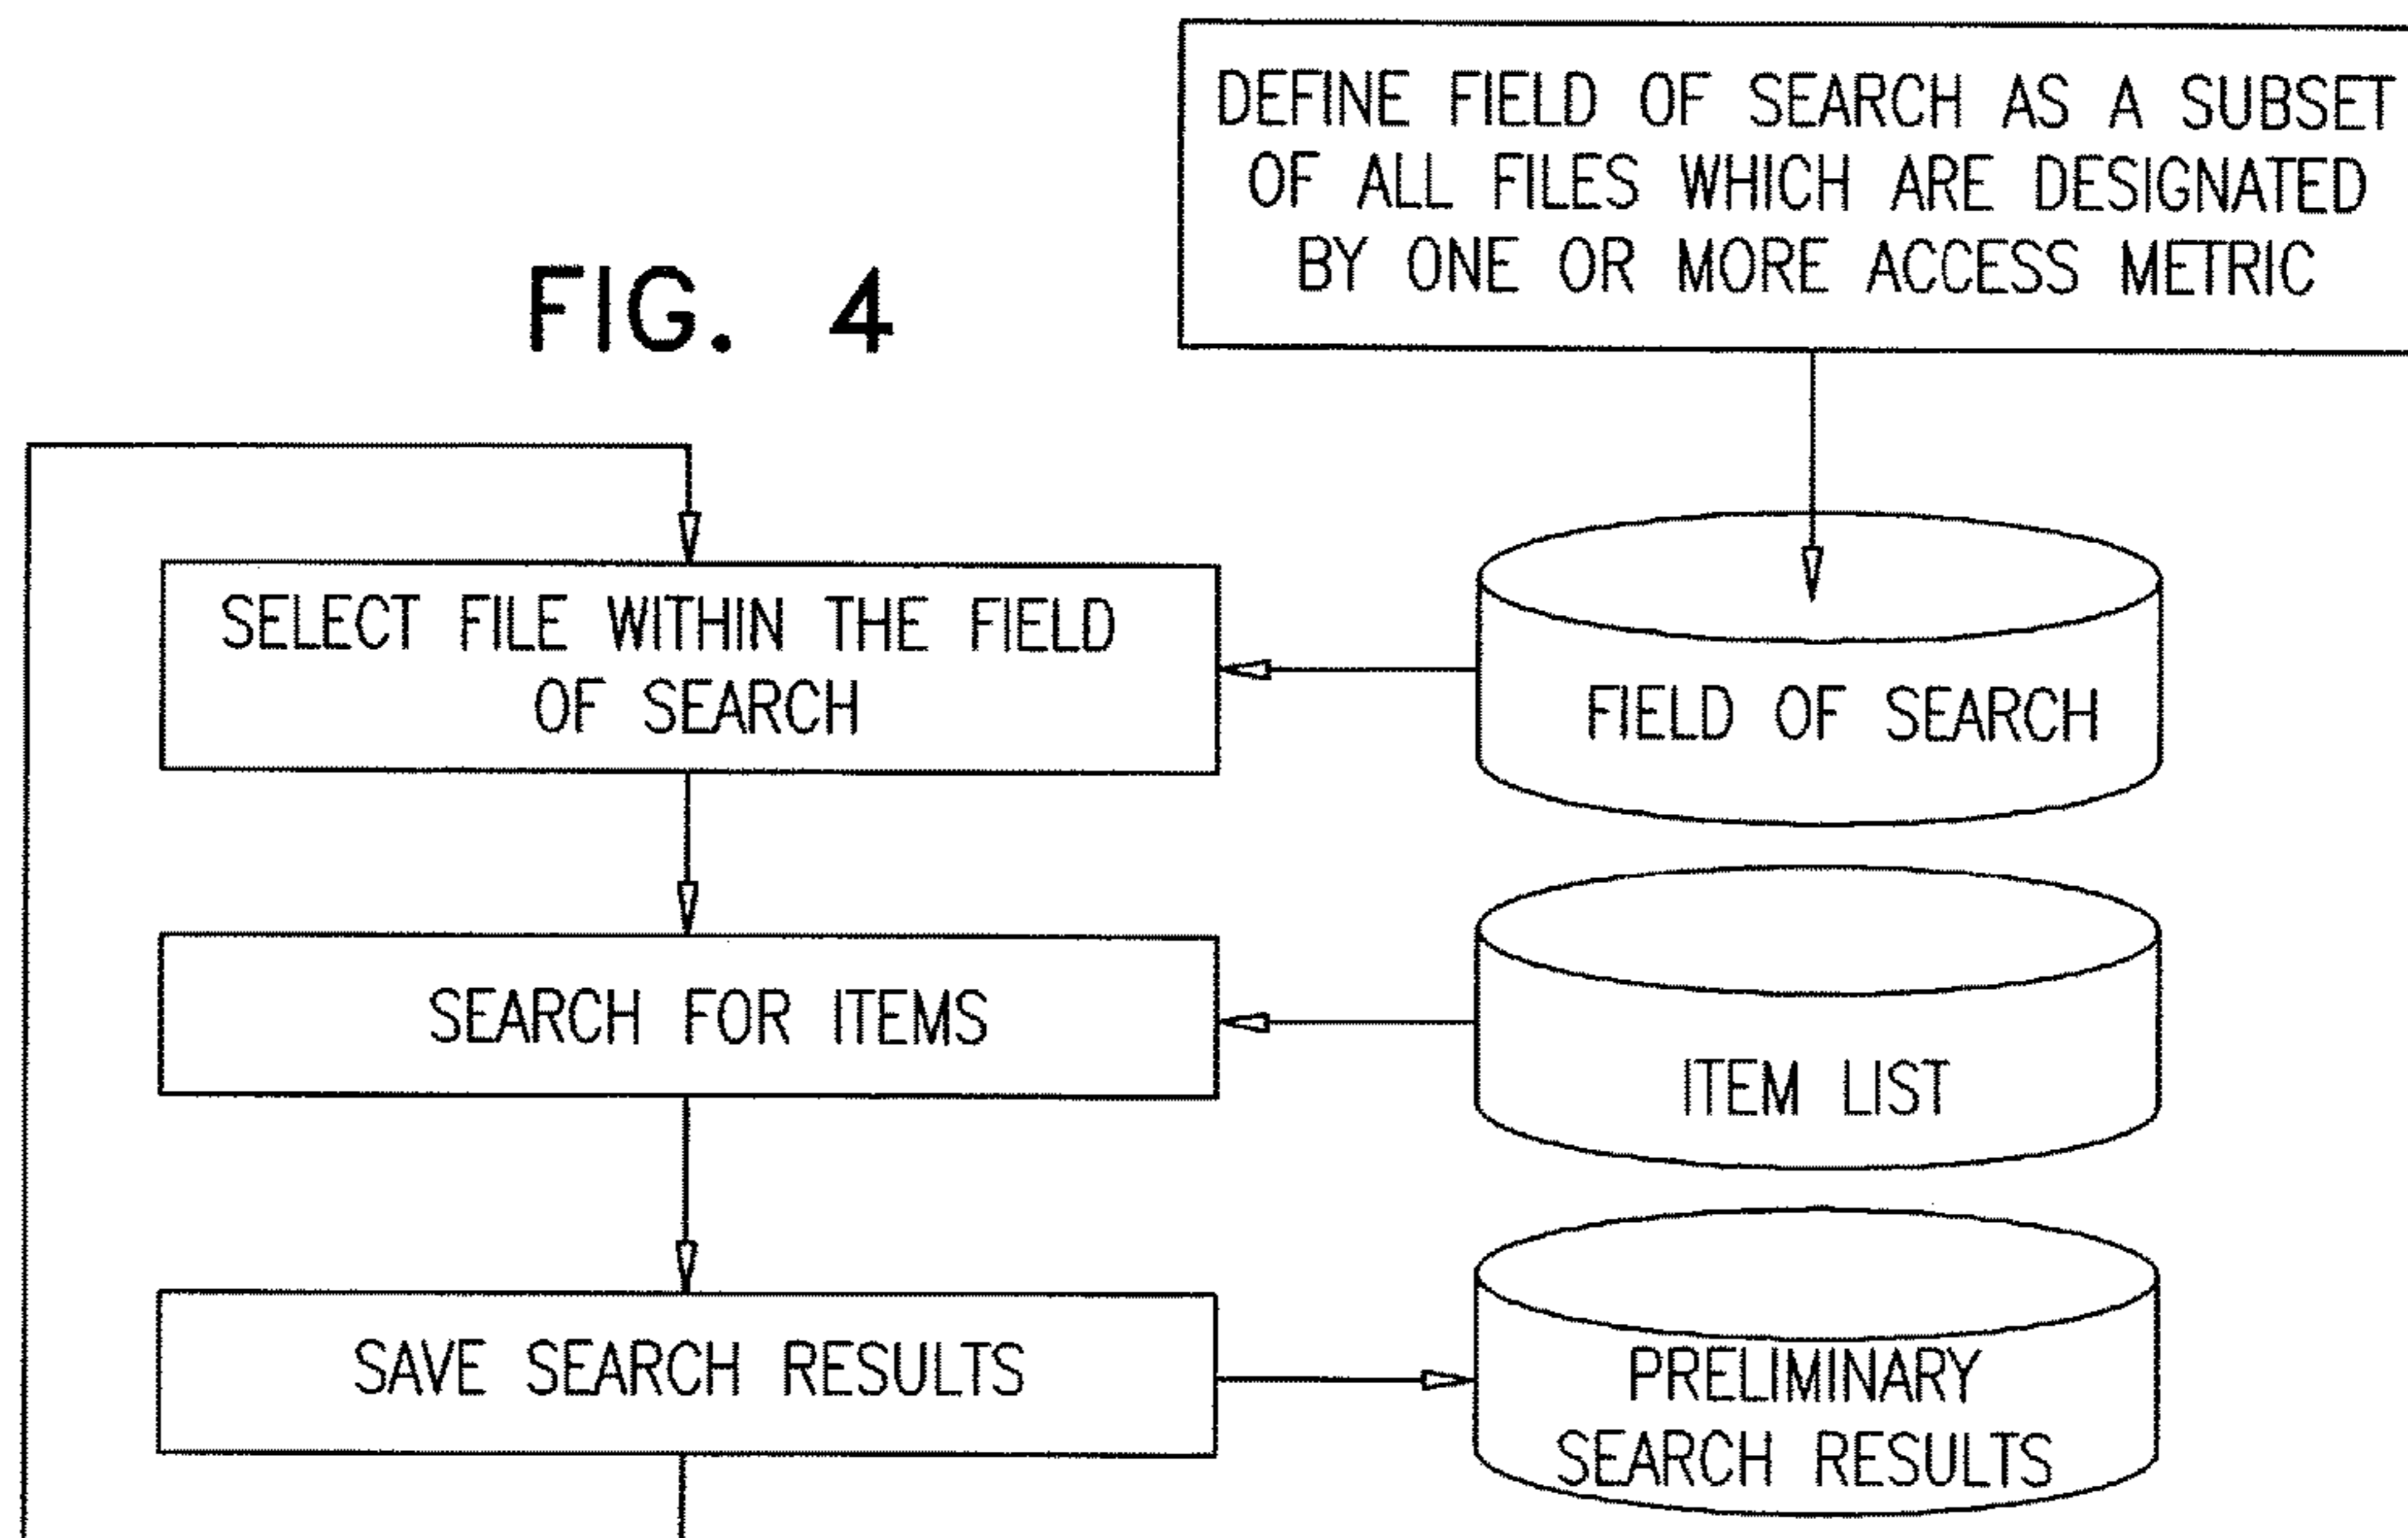 DEFINE FIELD OF SEARCH AS A SUBSET
OF ALL FILES WHICH ARE DESIGNATED
BY ONE OR MORE ACCESS METRIC
FIG. 4
SELECT FILE WITHIN THE FIELD
OF SEARCH
FIELD OF SEARCH
SEARCH FOR ITEMS
ITEM LIST
SAVE SEARCH RESULTS
PRELIMINARY
SEARCH RESULTS